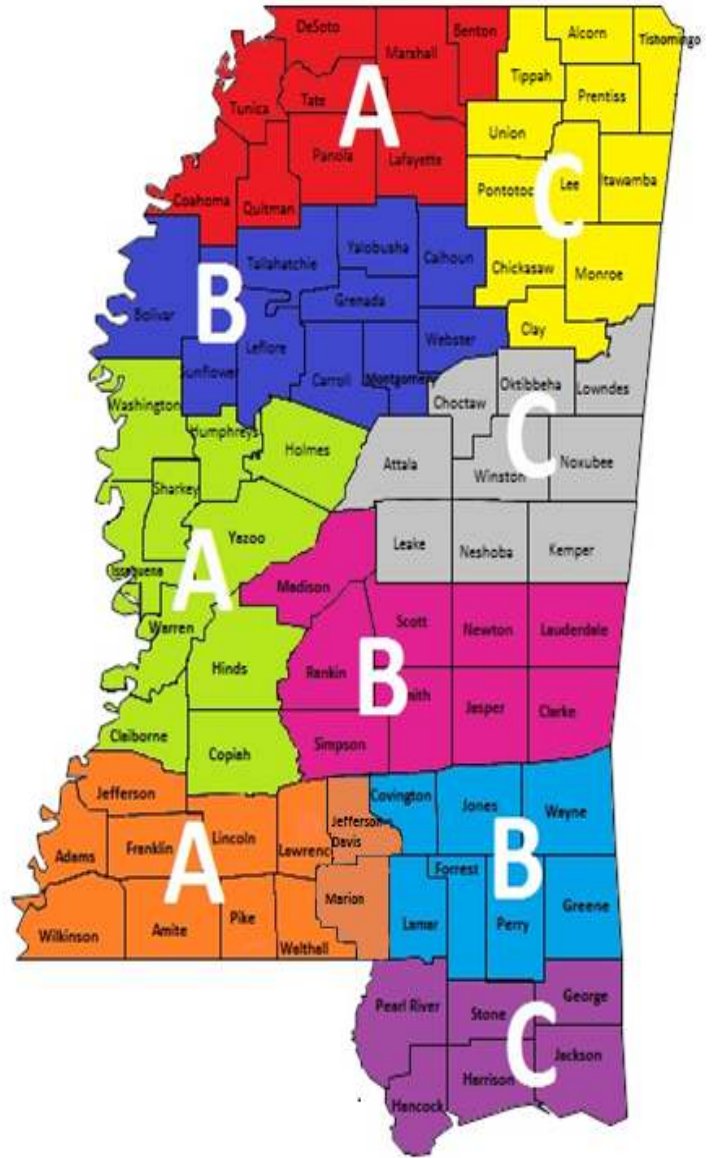 DeSoto
Marshall
Benton
Alcorn
Tishomingo
Tippah
Prentiss
Tunica
Tate
A
Union
Panola
Lafayette
Pontotoc
Lee
Itawamba
C
Coahoma
Quitman
Tallahatchie
Yalobusha
Calhoun
Chickasaw
Monroe
B
Bolivar
Grenada
Clay
Leflore
Webster
Sunflower
Carroll
Montgomery
Oktibbeha
Lowndes
Choctaw
Washington
Humphreys
Holmes
C
Attala
Winston
Noxubee
Sharkey
Yazoo
Leake
Neshoba
Kemper
Issaquena
A
Madison
Warren
Scott
Newton
Lauderdale
Hinds
Rankin
B
mith
Jasper
Clarke
Claiborne
Copiah
Simpson
Jefferson
Covington
Jones
Wayne
Lincoln
Jefferson
Davis
Adams
Franklin
A
Lawrenc
B
Forrest
Marion
Greene
Wilkinson
Amite
Pike
Walthall
Lamar
Perry
Pearl River
Stone
George
C
Jackson
Harrison
Hancock